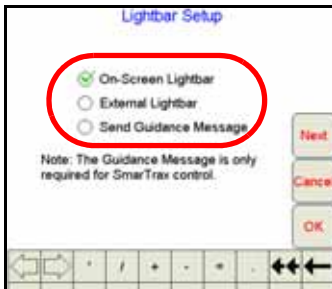 Lightbar Setup
On-Screen Lightbar
External Lightbar
Send Guidance Message
Note: The Guidance Message is only
required for SmarTrax control.
Next
Cancel
OK
' / + - = .